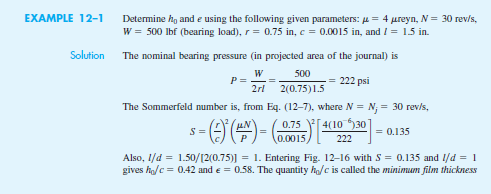 EXAMPLE 12–1 Determine h₀ and e using the following given parameters: μ = 4 μreyn, N = 30 rev/s,
W = 500 lbf (bearing load), r = 0.75 in, c = 0.0015 in, and l = 1.5 in.
Solution The nominal bearing pressure (in projected area of the journal) is
P = W/2rl = 500/2(0.75)1.5 = 222 psi
The Sommerfeld number is, from Eq. (12–7), where N = Nⱼ = 30 rev/s,
S = (r/c)² (μN/P) = (0.75/0.0015)² [4(10⁻⁶)30/222] = 0.135
Also, l/d = 1.50/[2(0.75)] = 1. Entering Fig. 12–16 with S = 0.135 and l/d = 1
gives h₀/c = 0.42 and ϵ = 0.58. The quantity h₀/c is called the minimum film thickness